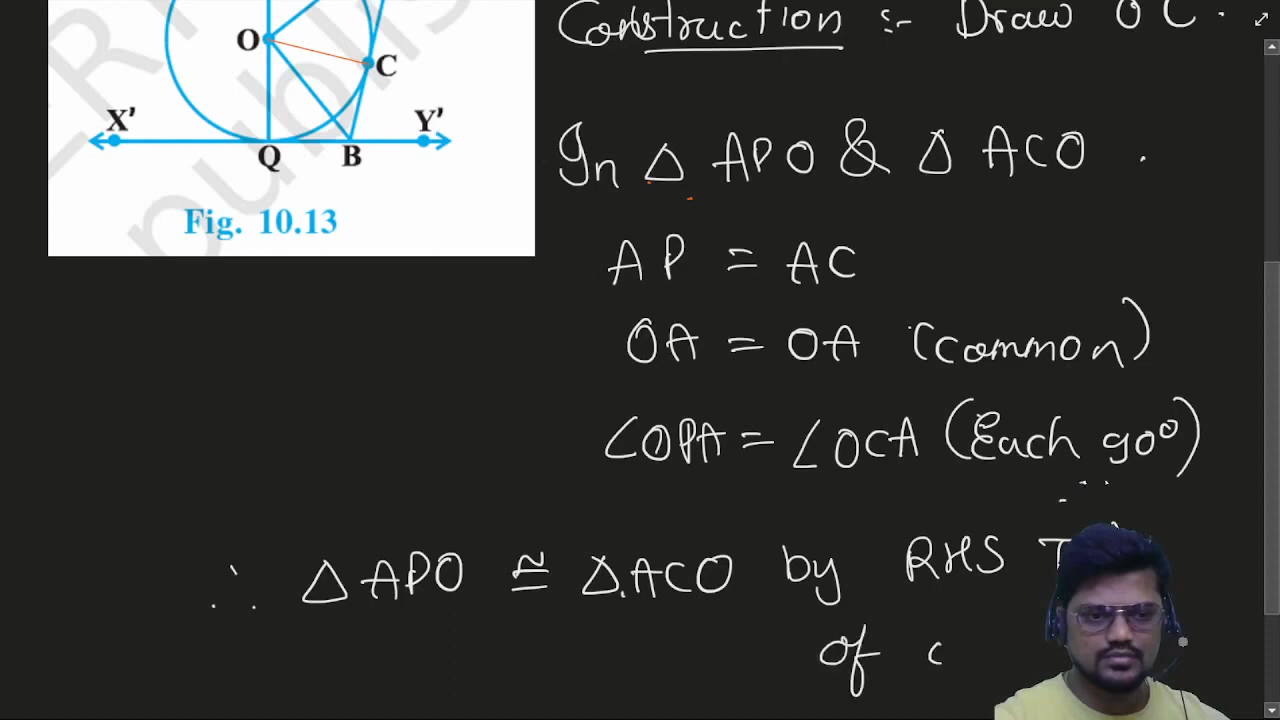 Construction :- Draw OC.
O
C
X'
Y'
Q
B
Fig. 10.13
In △ APO & △ ACO.
AP = AC
OA = OA (common)
∠OPA = ∠OCA (Each 90°)
∴ △APO ≅ △ACO by RHS
of c